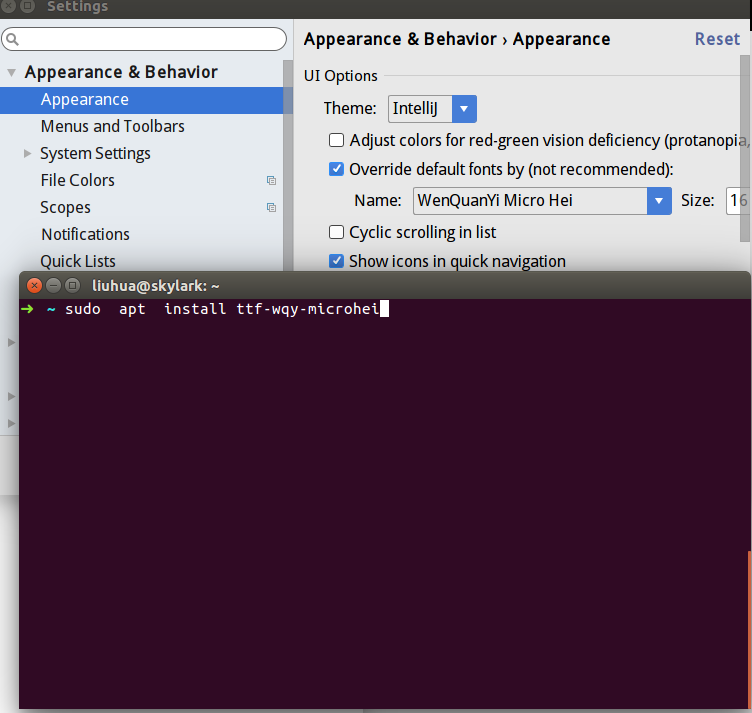 Settings
Appearance & Behavior › Appearance
Reset
Appearance & Behavior
Appearance
Menus and Toolbars
System Settings
File Colors
Scopes
Notifications
Quick Lists
UI Options
Theme: IntelliJ
Adjust colors for red-green vision deficiency (protanopia,
Override default fonts by (not recommended):
Name: WenQuanYi Micro Hei Size: 16
Cyclic scrolling in list
Show icons in quick navigation
liuhua@skylark: ~
➜ ~ sudo  apt  install ttf-wqy-microhei